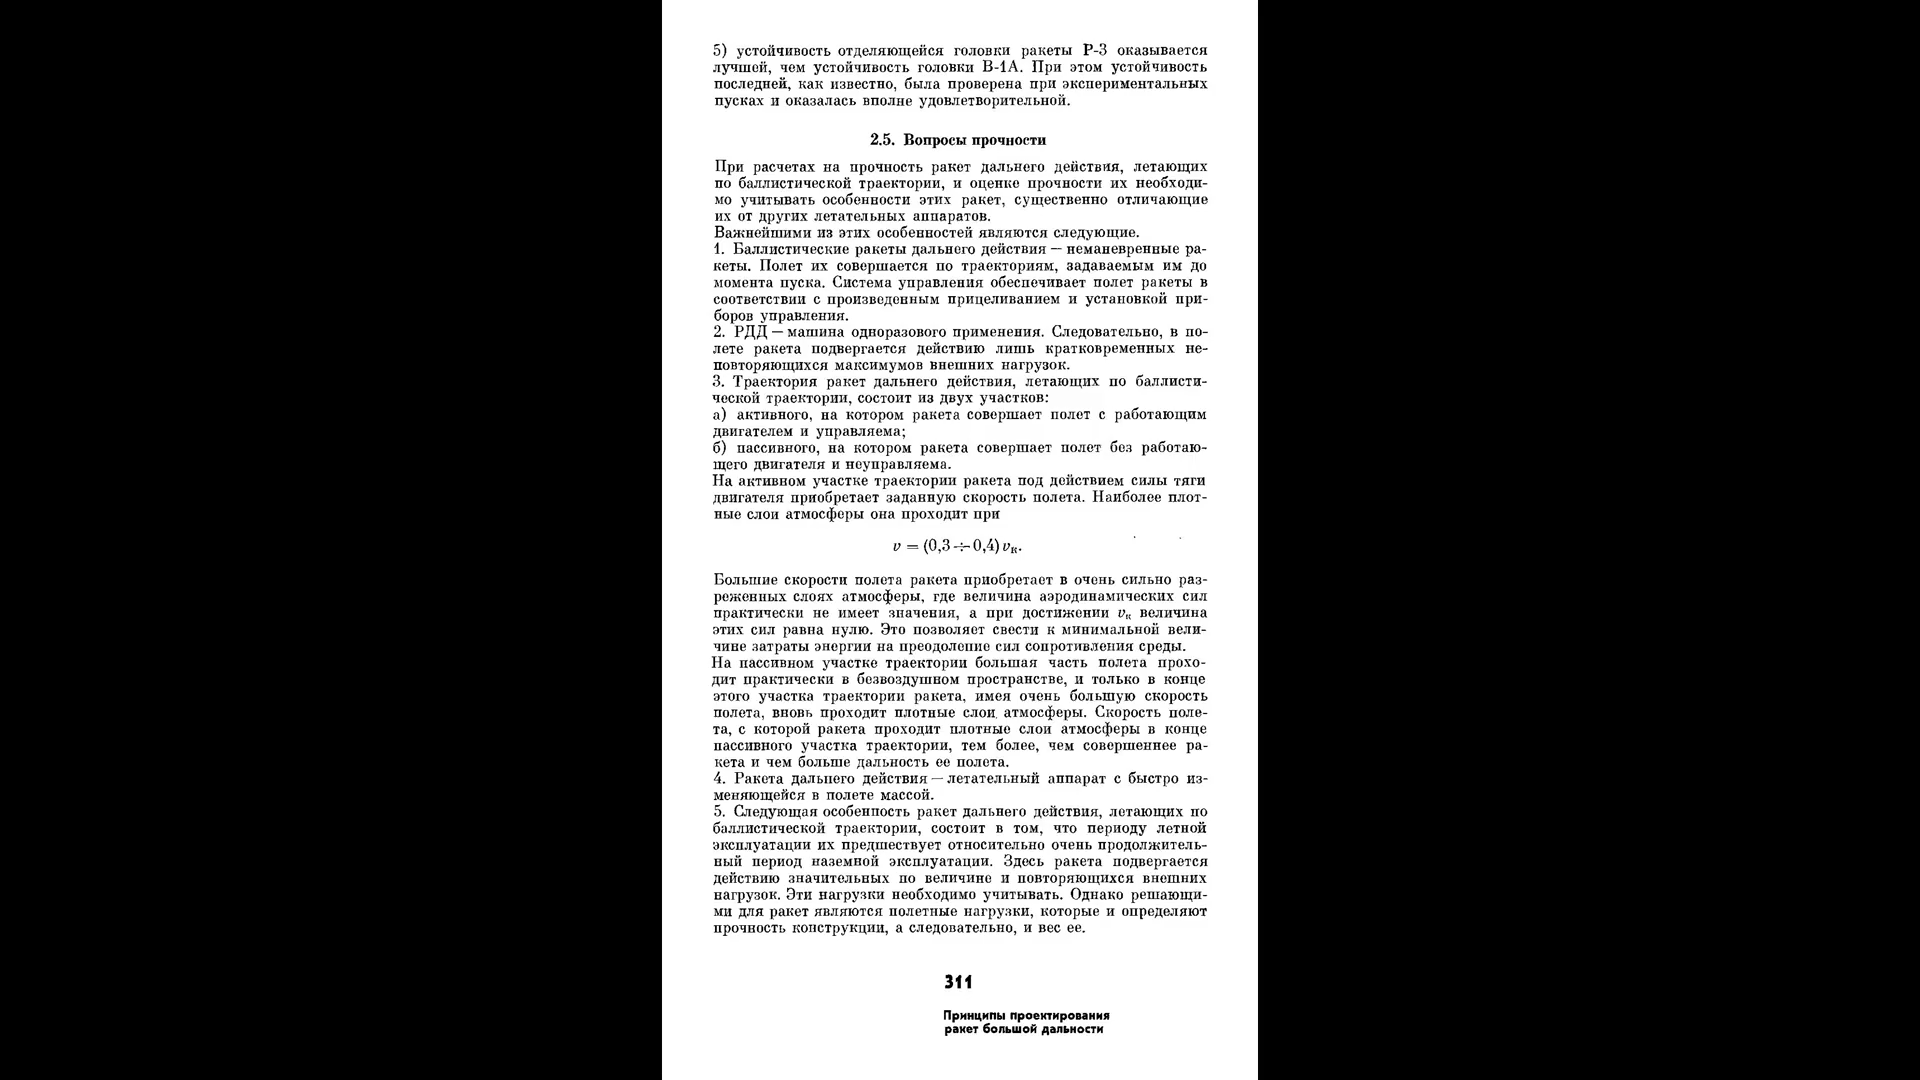 5) устойчивость отделяющейся головки ракеты Р-3 оказывается
лучшей, чем устойчивость головки В-1А. При этом устойчивость
последней, как известно, была проверена при экспериментальных
пусках и оказалась вполне удовлетворительной.
2.5. Вопросы прочности
При расчетах на прочность ракет дальнего действия, летающих
по баллистической траектории, и оценке прочности их необходи-
мо учитывать особенности этих ракет, существенно отличающие
их от других летательных аппаратов.
Важнейшими из этих особенностей являются следующие.
1. Баллистические ракеты дальнего действия — неманевренные ра-
кеты. Полет их совершается по траекториям, задаваемым им до
момента пуска. Система управления обеспечивает полет ракеты в
соответствии с произведенным прицеливанием и установкой при-
боров управления.
2. РДД — машина одноразового применения. Следовательно, в по-
лете ракета подвергается действию лишь кратковременных не-
повторяющихся максимумов внешних нагрузок.
3. Траектория ракет дальнего действия, летающих по баллисти-
ческой траектории, состоит из двух участков:
а) активного, на котором ракета совершает полет с работающим
двигателем и управляема;
б) пассивного, на котором ракета совершает полет без работаю-
щего двигателя и неуправляема.
На активном участке траектории ракета под действием силы тяги
двигателя приобретает заданную скорость полета. Наиболее плот-
ные слои атмосферы она проходит при
v = (0,3 ÷ 0,4) vк.
Большие скорости полета ракета приобретает в очень сильно раз-
реженных слоях атмосферы, где величина аэродинамических сил
практически не имеет значения, а при достижении vк величина
этих сил равна нулю. Это позволяет свести к минимальной вели-
чине затраты энергии на преодоление сил сопротивления среды.
На пассивном участке траектории большая часть полета прохо-
дит практически в безвоздушном пространстве, и только в конце
этого участка траектории ракета, имея очень большую скорость
полета, вновь проходит плотные слои атмосферы. Скорость поле-
та, с которой ракета проходит плотные слои атмосферы в конце
пассивного участка траектории, тем более, чем совершеннее ра-
кета и чем больше дальность ее полета.
4. Ракета дальнего действия — летательный аппарат с быстро из-
меняющейся в полете массой.
5. Следующая особенность ракет дальнего действия, летающих по
баллистической траектории, состоит в том, что периоду летной
эксплуатации их предшествует относительно очень продолжитель-
ный период наземной эксплуатации. Здесь ракета подвергается
действию значительных по величине и повторяющихся внешних
нагрузок. Эти нагрузки необходимо учитывать. Однако решающи-
ми для ракет являются полетные нагрузки, которые и определяют
прочность конструкции, а следовательно, и вес ее.
311
Принципы проектирования
ракет большой дальности